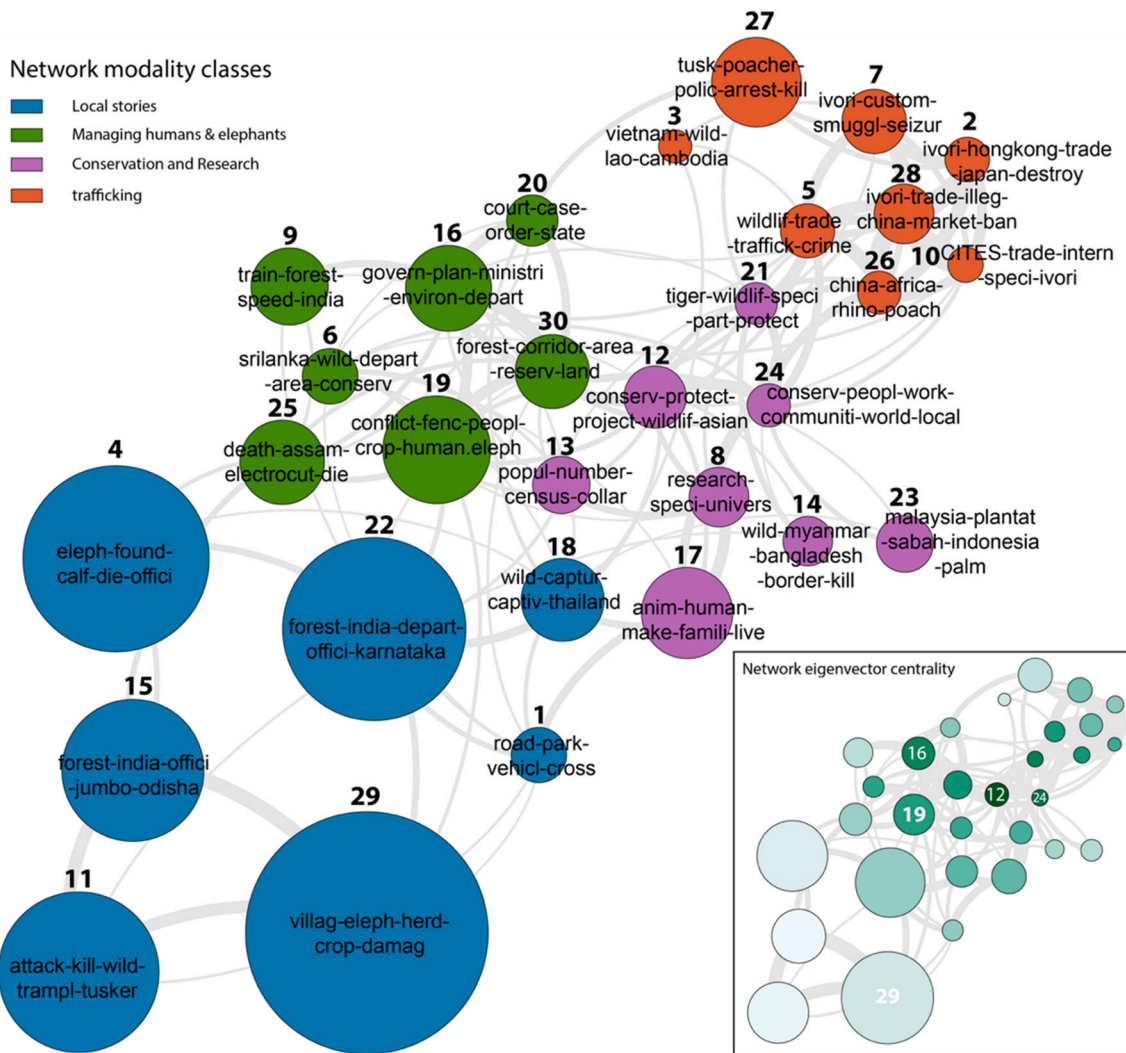 Network modality classes
Local stories
Managing humans & elephants
Conservation and Research
trafficking
27
tusk-poacher-
polic-arrest-kill
7
ivori-custom-
smuggl-seizur
3
vietnam-wild-
lao-cambodia
2
ivori-hongkong-trade
-japan-destroy
28
ivori-trade-illeg-
china-market-ban
5
wildlif-trade
-traffick-crime
10
CITES-trade-intern
-speci-ivori
26
china-africa-
rhino-poach
20
court-case-
order-state
9
train-forest-
speed-india
16
govern-plan-ministri
-environ-depart
21
tiger-wildlif-speci
-part-protect
6
srilanka-wild-depart
-area-conserv
30
forest-corridor-area
-reserv-land
12
conserv-protect-
project-wildlif-asian
24
conserv-peopl-work-
communiti-world-local
19
conflict-fenc-peopl-
crop-human.eleph
25
death-assam-
electrocut-die
13
popul-number-
census-collar
8
research-
speci-univers
14
wild-myanmar
-bangladesh
-border-kill
23
malaysia-plantat
-sabah-indonesia
-palm
4
eleph-found-
calf-die-offici
22
forest-india-depart-
offici-karnataka
18
wild-captur-
captiv-thailand
17
anim-human-
make-famili-live
15
forest-india-offici
-jumbo-odisha
1
road-park-
vehicl-cross
29
villag-eleph-herd-
crop-damag
11
attack-kill-wild-
trampl-tusker
Network eigenvector centrality
16
12
24
19
29